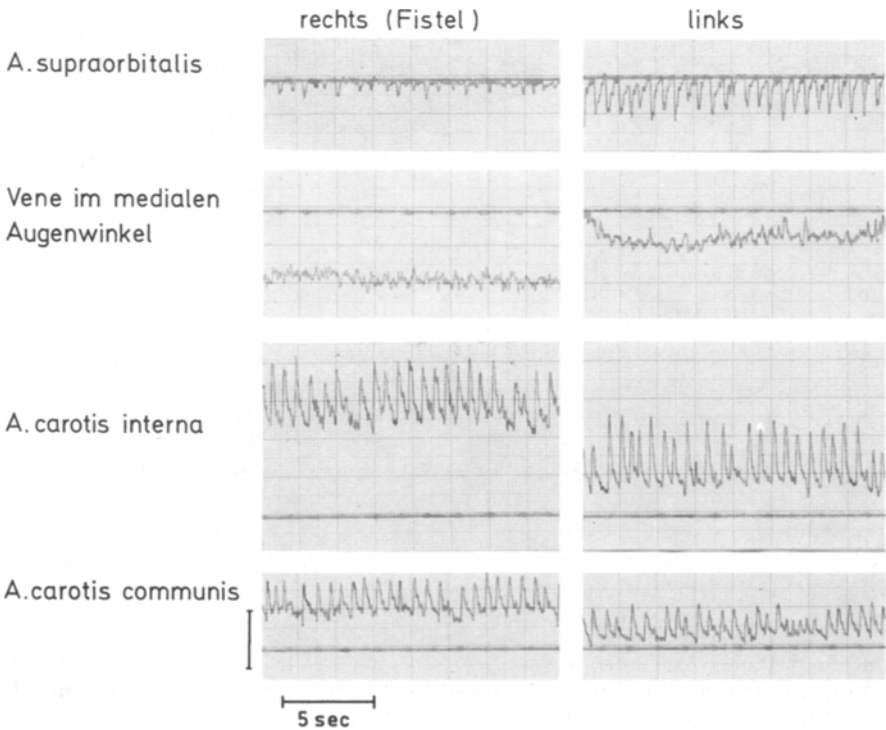 rechts (Fistel)
links
A. supraorbitalis
Vene im medialen
Augenwinkel
A. carotis interna
A. carotis communis
5 sec